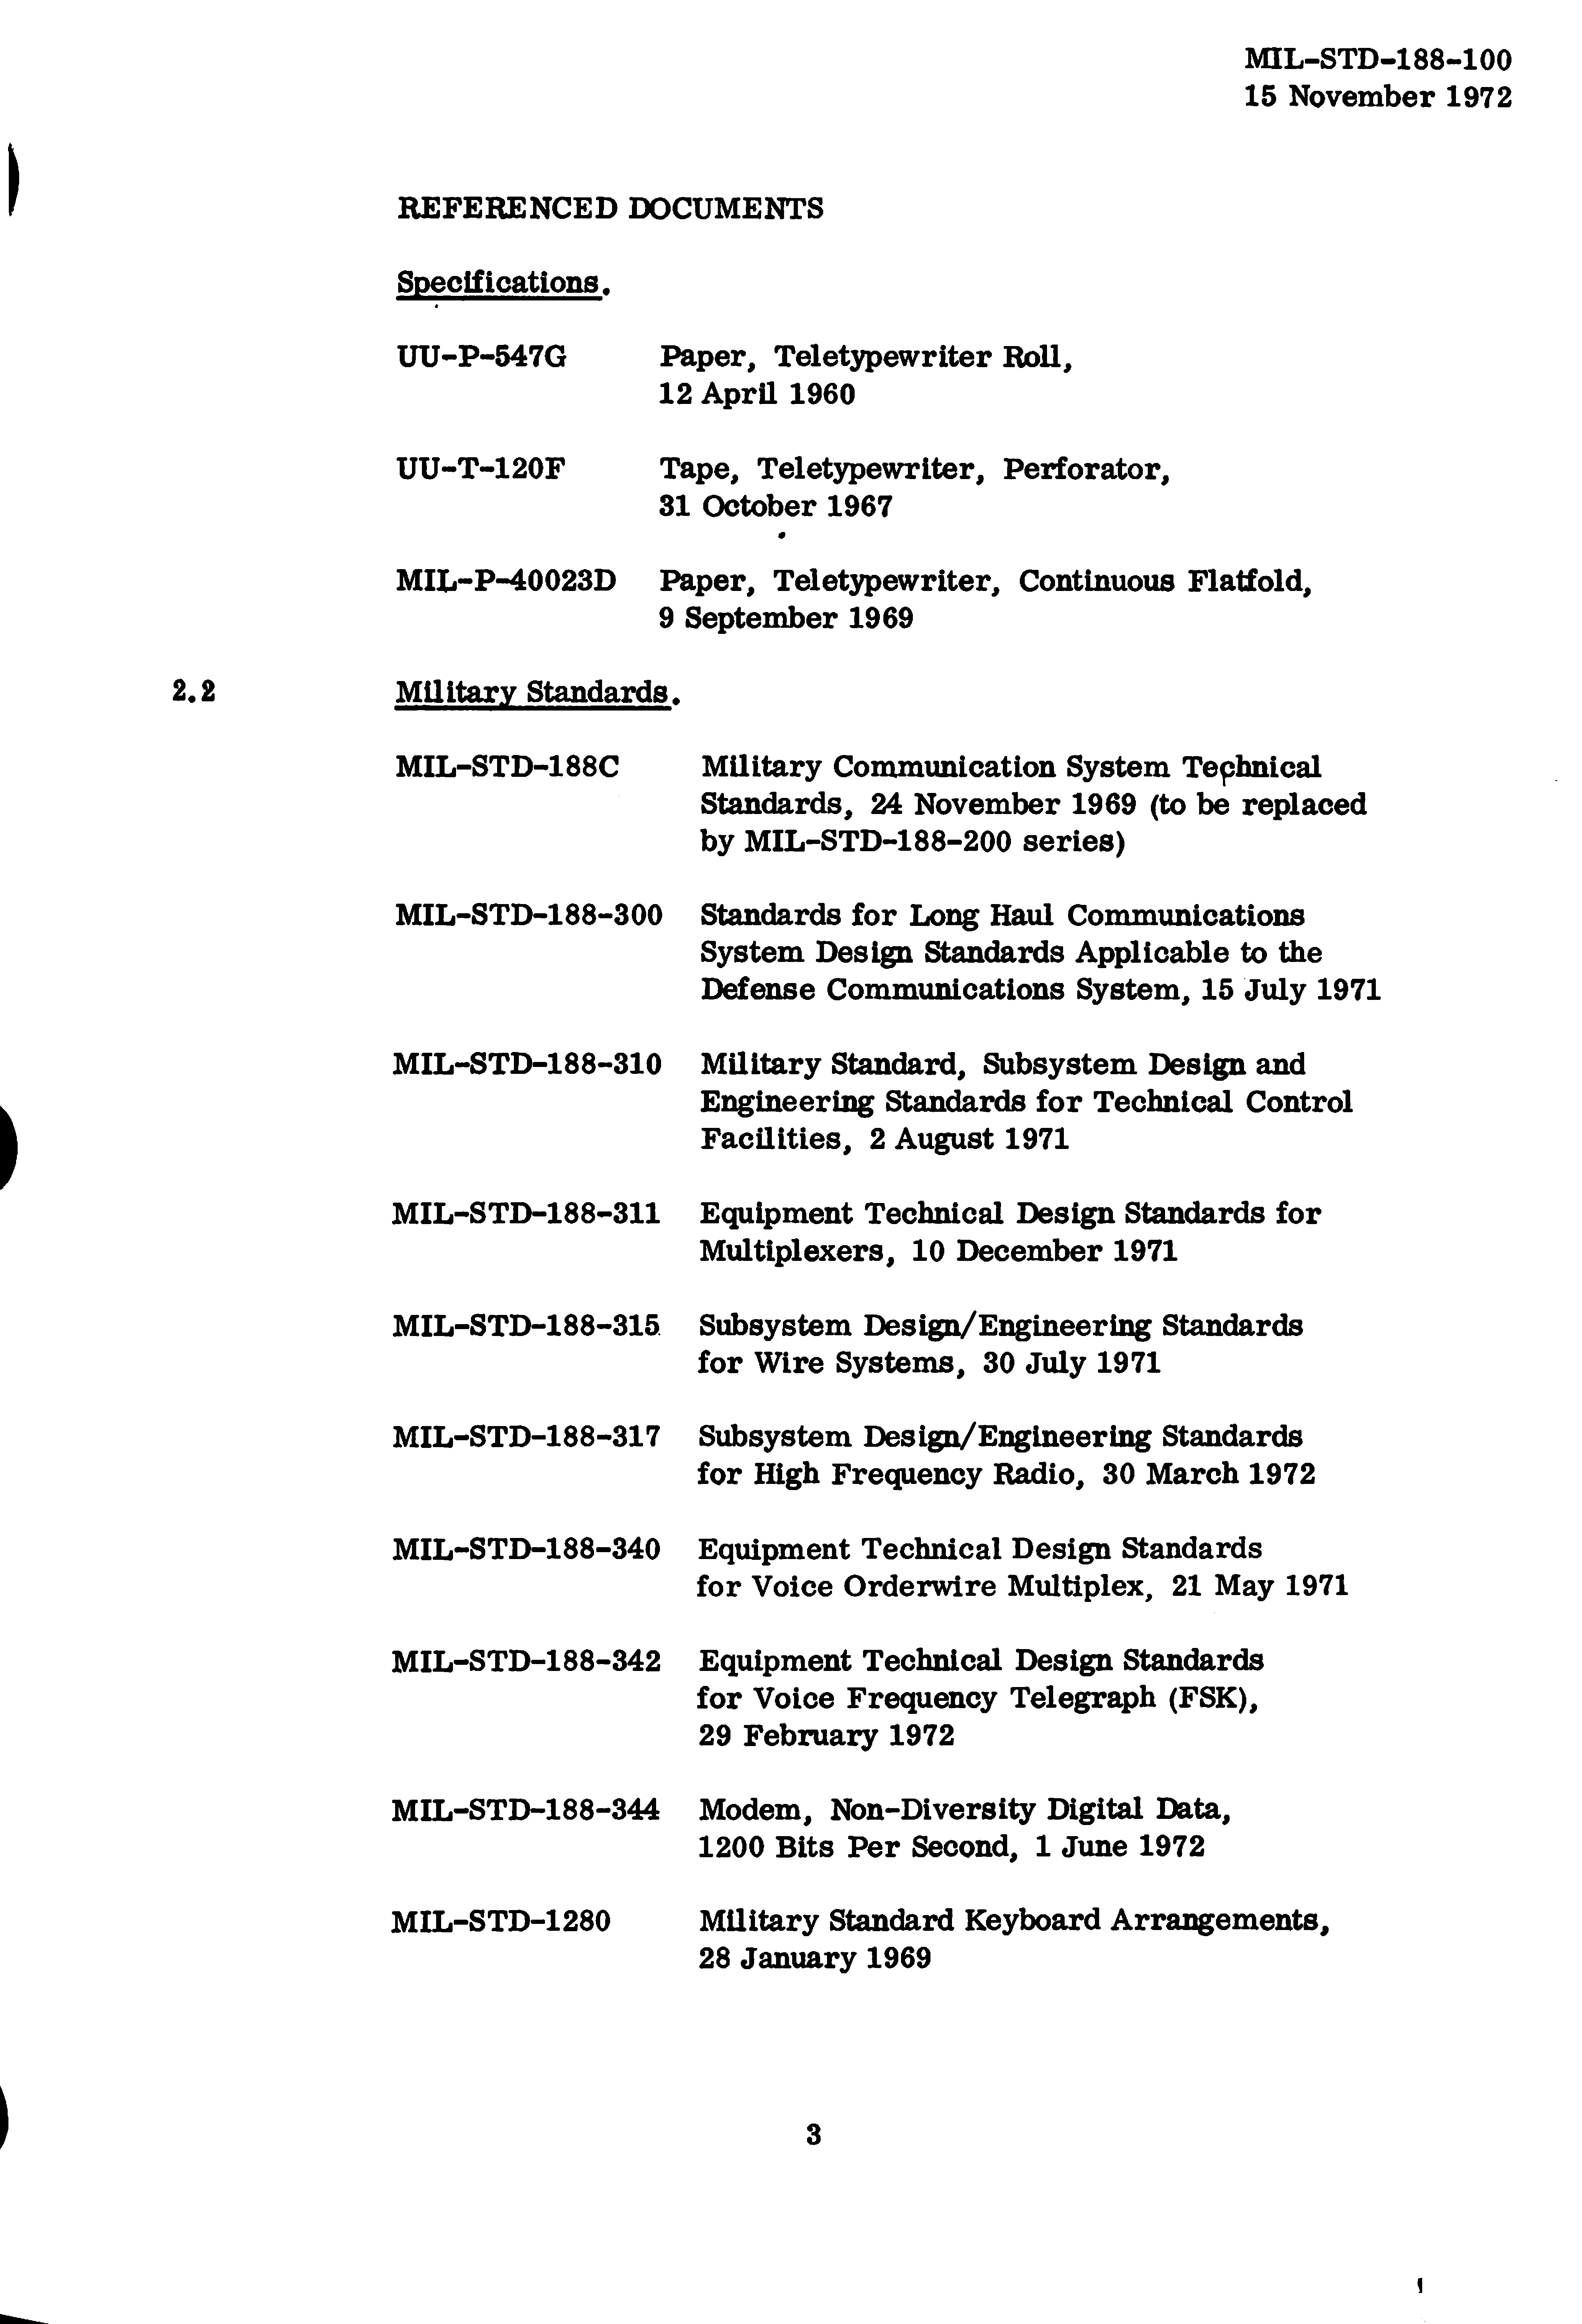 MIL-STD-188-100
15 November 1972
REFERENCED DOCUMENTS
Specifications.
UU-P-547G Paper, Teletypewriter Roll,
12 April 1960
UU-T-120F Tape, Teletypewriter, Perforator,
31 October 1967
MIL-P-40023D Paper, Teletypewriter, Continuous Flatfold,
9 September 1969
2.2 Military Standards.
MIL-STD-188C Military Communication System Technical
Standards, 24 November 1969 (to be replaced
by MIL-STD-188-200 series)
MIL-STD-188-300 Standards for Long Haul Communications
System Design Standards Applicable to the
Defense Communications System, 15 July 1971
MIL-STD-188-310 Military Standard, Subsystem Design and
Engineering Standards for Technical Control
Facilities, 2 August 1971
MIL-STD-188-311 Equipment Technical Design Standards for
Multiplexers, 10 December 1971
MIL-STD-188-315 Subsystem Design/Engineering Standards
for Wire Systems, 30 July 1971
MIL-STD-188-317 Subsystem Design/Engineering Standards
for High Frequency Radio, 30 March 1972
MIL-STD-188-340 Equipment Technical Design Standards
for Voice Orderwire Multiplex, 21 May 1971
MIL-STD-188-342 Equipment Technical Design Standards
for Voice Frequency Telegraph (FSK),
29 February 1972
MIL-STD-188-344 Modem, Non-Diversity Digital Data,
1200 Bits Per Second, 1 June 1972
MIL-STD-1280 Military Standard Keyboard Arrangements,
28 January 1969
3